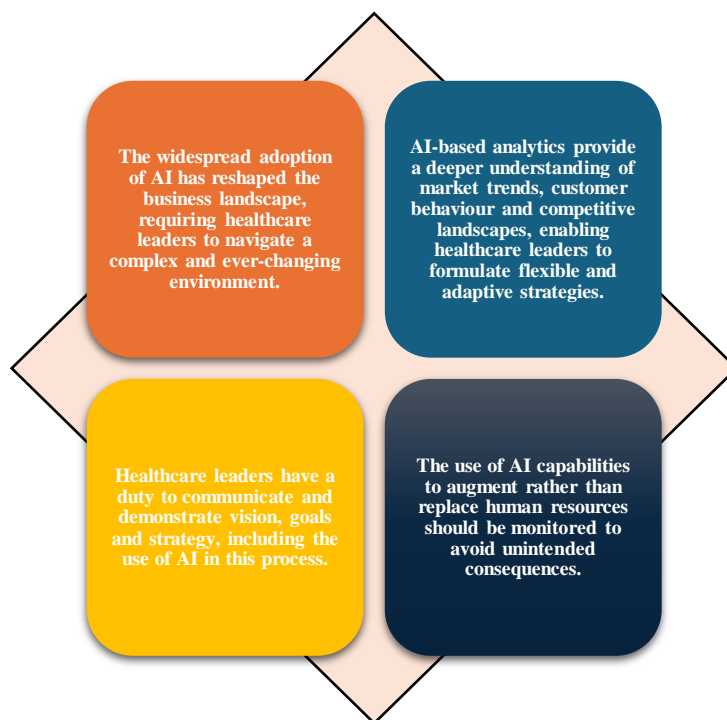 The widespread adoption
of AI has reshaped the
business landscape,
requiring healthcare
leaders to navigate a
complex and ever-changing
environment.
AI-based analytics provide
a deeper understanding of
market trends, customer
behaviour and competitive
landscapes, enabling
healthcare leaders to
formulate flexible and
adaptive strategies.
Healthcare leaders have a
duty to communicate and
demonstrate vision, goals
and strategy, including the
use of AI in this process.
The use of AI capabilities
to augment rather than
replace human resources
should be monitored to
avoid unintended
consequences.